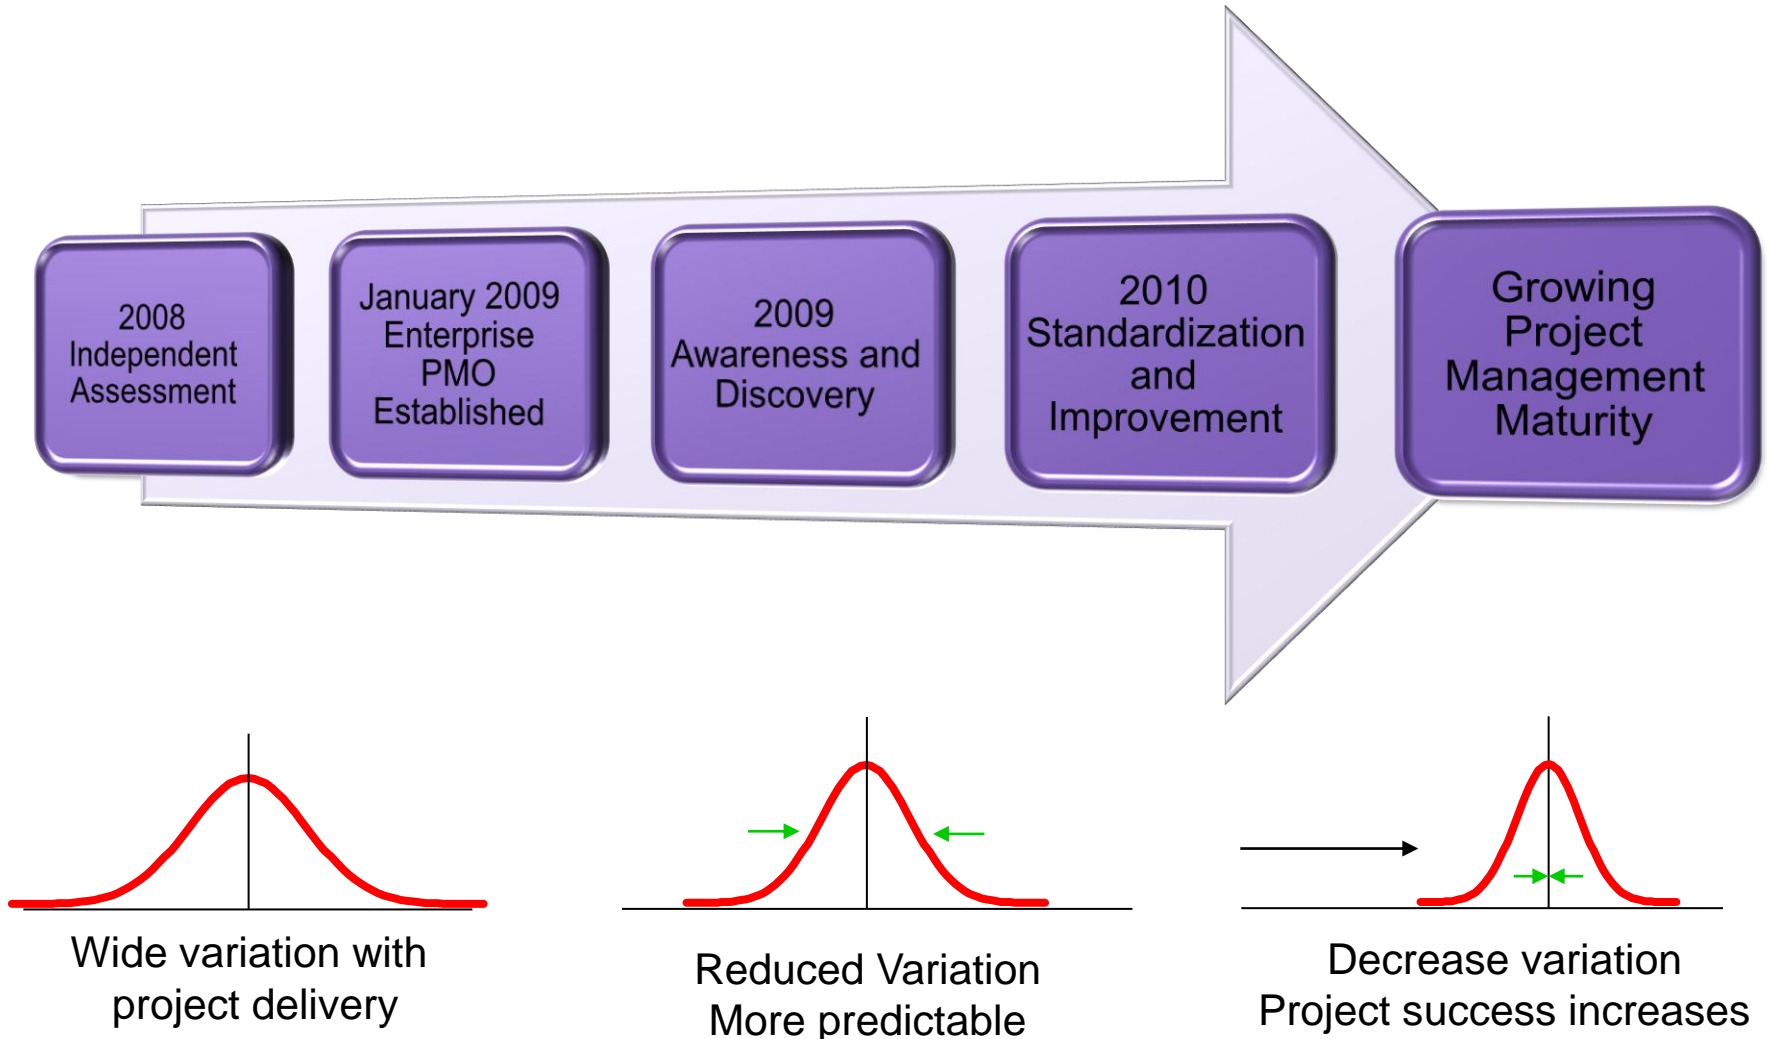 2008
Independent
Assessment
January 2009
Enterprise
PMO
Established
2009
Awareness and
Discovery
2010
Standardization
and
Improvement
Growing
Project
Management
Maturity
Wide variation with
project delivery
Reduced Variation
More predictable
Decrease variation
Project success increases